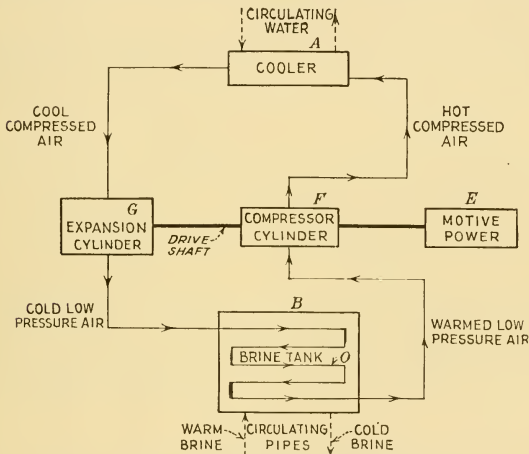 CIRCULATING
WATER
A
COOLER
COOL
COMPRESSED
AIR
HOT
COMPRESSED
AIR
G
EXPANSION
CYLINDER
F
COMPRESSOR
CYLINDER
E
MOTIVE
POWER
DRIVE
SHAFT
COLD LOW
PRESSURE AIR
B
WARMED LOW
PRESSURE AIR
BRINE TANK
O
WARM
BRINE
CIRCULATING
PIPES
COLD
BRINE